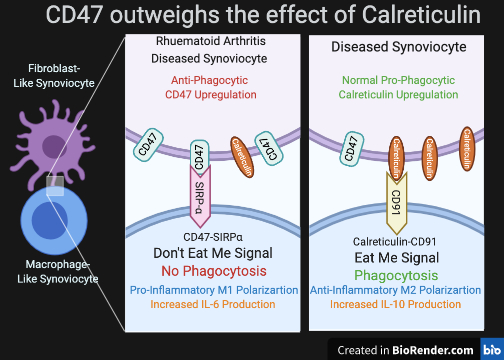 CD47 outweighs the effect of Calreticulin
Fibroblast-
Like Synoviocyte
Macrophage-
Like Synoviocyte
Rhuematoid Arthritis
Diseased Synoviocyte
Anti-Phagocytic
CD47 Upregulation
CD47
CD47
Calreticulin
CD47
SIRP-α
CD47-SIRPα
Don't Eat Me Signal
No Phagocytosis
Pro-Inflammatory M1 Polarizartion
Increased IL-6 Production
Diseased Synoviocyte
Normal Pro-Phagocytic
Calreticulin Upregulation
CD47
Calreticulin
Calreticulin
Calreticulin
CD91
Calreticulin-CD91
Eat Me Signal
Phagocytosis
Anti-Inflammatory M2 Polarization
Increased IL-10 Production
Created in BioRender.com bio